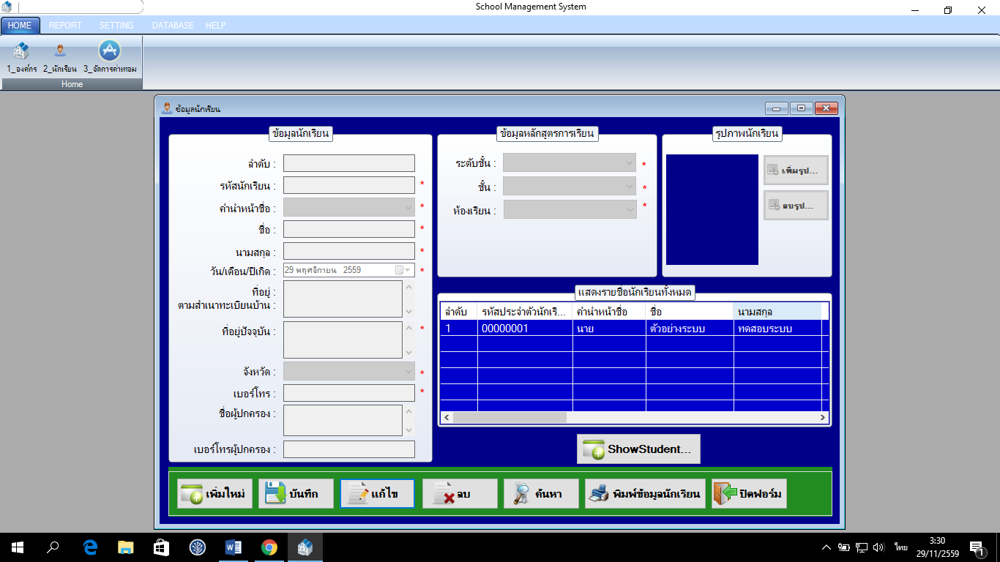 School Management System
HOME REPORT SETTING DATABASE HELP
1_องค์กร 2_นักเรียน 3_จัดการค่าเทอม
Home
ข้อมูลนักเรียน
ข้อมูลนักเรียน
ลำดับ :
รหัสนักเรียน : *
คำนำหน้าชื่อ : *
ชื่อ : *
นามสกุล : *
วัน/เดือน/ปีเกิด : 29 พฤศจิกายน 2559 *
ที่อยู่ :
ตามสำเนาทะเบียนบ้าน :
ที่อยู่ปัจจุบัน : *
จังหวัด : *
เบอร์โทร : *
ชื่อผู้ปกครอง :
เบอร์โทรผู้ปกครอง :
ข้อมูลหลักสูตรการเรียน
ระดับชั้น : *
ชั้น : *
ห้องเรียน : *
รูปภาพนักเรียน
เพิ่มรูป...
ลบรูป...
แสดงรายชื่อนักเรียนทั้งหมด
ลำดับ รหัสประจำตัวนักเรี... คำนำหน้าชื่อ ชื่อ นามสกุล
1 00000001 นาย ตัวอย่างระบบ ทดสอบระบบ
ShowStudent...
เพิ่มใหม่ บันทึก แก้ไข ลบ ค้นหา พิมพ์ข้อมูลนักเรียน ปิดฟอร์ม
ไทย
3:30
29/11/2559
1